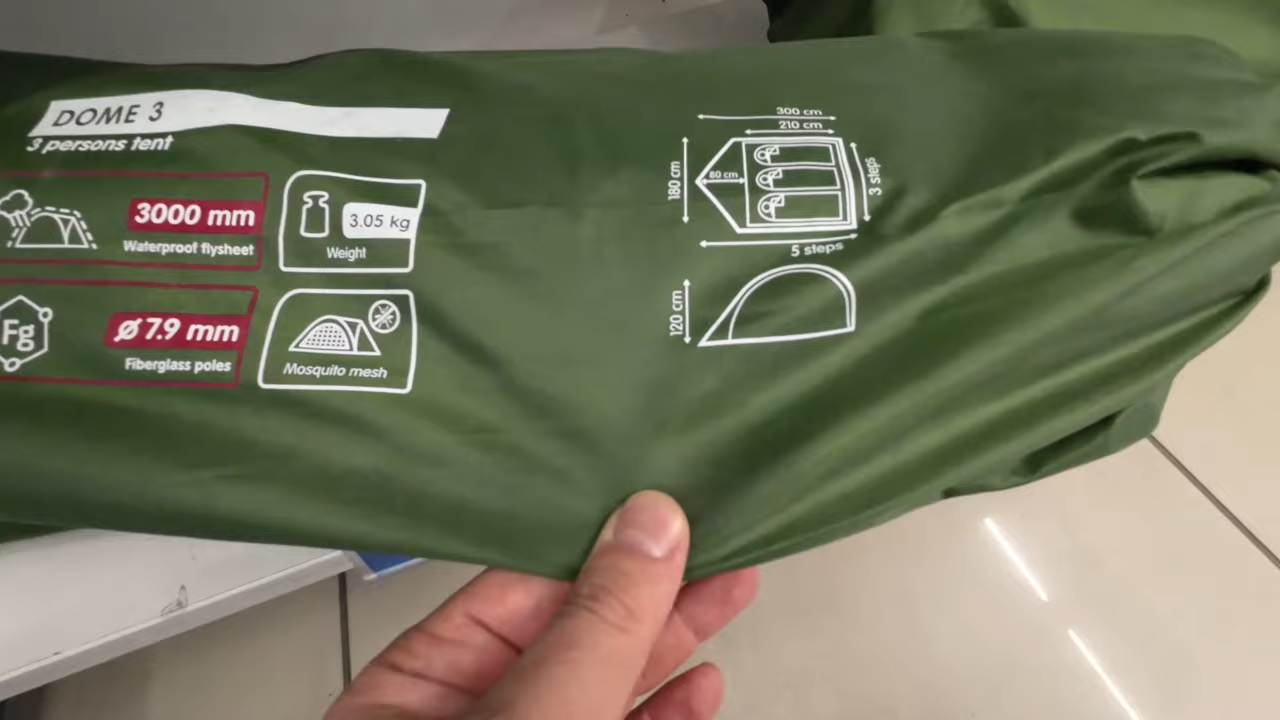 DOME 3
3 persons tent
3000 mm
Waterproof flysheet
3.05 kg
Weight
Fg
Ø 7.9 mm
Fiberglass poles
Mosquito mesh
300 cm
210 cm
180 cm
80 cm
3 steps
5 steps
120 cm